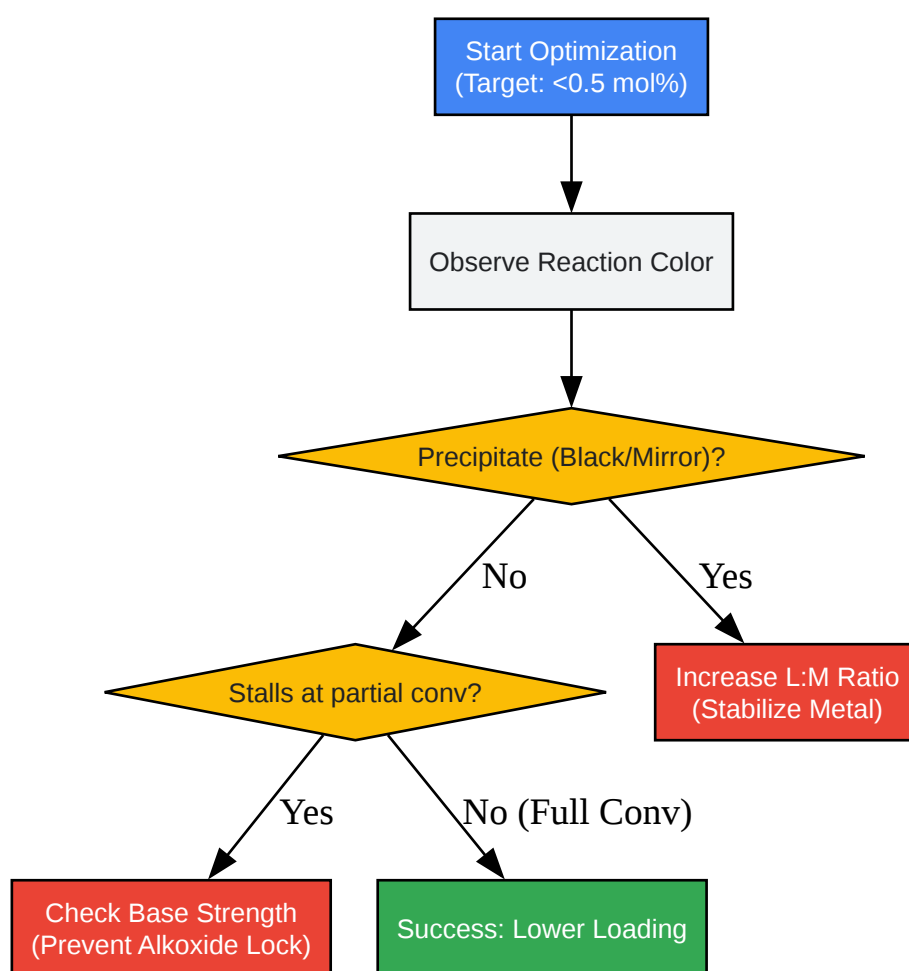 Start Optimization
(Target: <0.5 mol%)
Observe Reaction Color
Precipitate (Black/Mirror)?
No
Yes
Stalls at partial conv?
Increase L:M Ratio
(Stabilize Metal)
Yes
No (Full Conv)
Check Base Strength
(Prevent Alkoxide Lock)
Success: Lower Loading